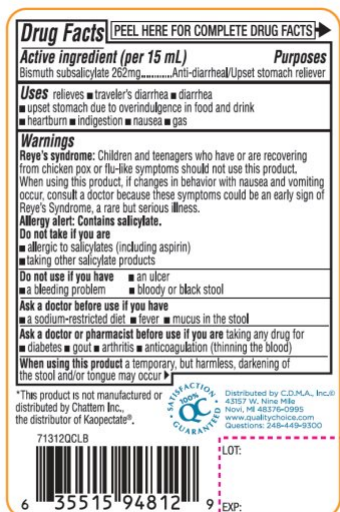 Drug Facts PEEL HERE FOR COMPLETE DRUG FACTS
Active ingredient (per 15 mL) Purposes
Bismuth subsalicylate 262mg............Anti-diarrheal/Upset stomach reliever
Uses relieves ■ traveler's diarrhea ■ diarrhea
■ upset stomach due to overindulgence in food and drink
■ heartburn ■ indigestion ■ nausea ■ gas
Warnings
Reye's syndrome: Children and teenagers who have or are recovering
from chicken pox or flu-like symptoms should not use this product.
When using this product, if changes in behavior with nausea and vomiting
occur, consult a doctor because these symptoms could be an early sign of
Reye's Syndrome, a rare but serious illness.
Allergy alert: Contains salicylate.
Do not take if you are
■ allergic to salicylates (including aspirin)
■ taking other salicylate products
Do not use if you have ■ an ulcer
■ a bleeding problem ■ bloody or black stool
Ask a doctor before use if you have
■ a sodium-restricted diet ■ fever ■ mucus in the stool
Ask a doctor or pharmacist before use if you are taking any drug for
■ diabetes ■ gout ■ arthritis ■ anticoagulation (thinning the blood)
When using this product a temporary, but harmless, darkening of
the stool and/or tongue may occur
*This product is not manufactured or
distributed by Chattem Inc.,
the distributor of Kaopectate®.
SATISFACTION
100%
QC
GUARANTEED
Distributed by C.D.M.A., Inc.©
43157 W. Nine Mile
Novi, MI 48376-0995
www.qualitychoice.com
Questions: 248-449-9300
71312QCLB
6 35515 94812 9
LOT:
EXP: